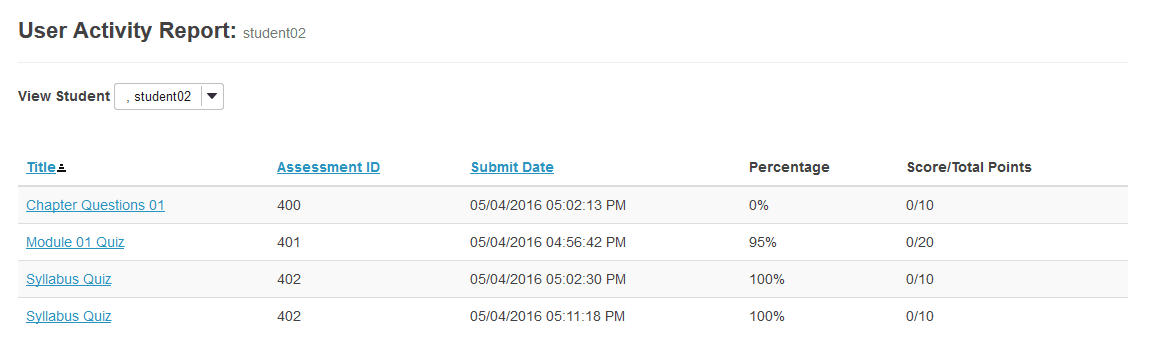 User Activity Report: student02
View Student , student02
Title Assessment ID Submit Date Percentage Score/Total Points
Chapter Questions 01 400 05/04/2016 05:02:13 PM 0% 0/10
Module 01 Quiz 401 05/04/2016 04:56:42 PM 95% 0/20
Syllabus Quiz 402 05/04/2016 05:02:30 PM 100% 0/10
Syllabus Quiz 402 05/04/2016 05:11:18 PM 100% 0/10